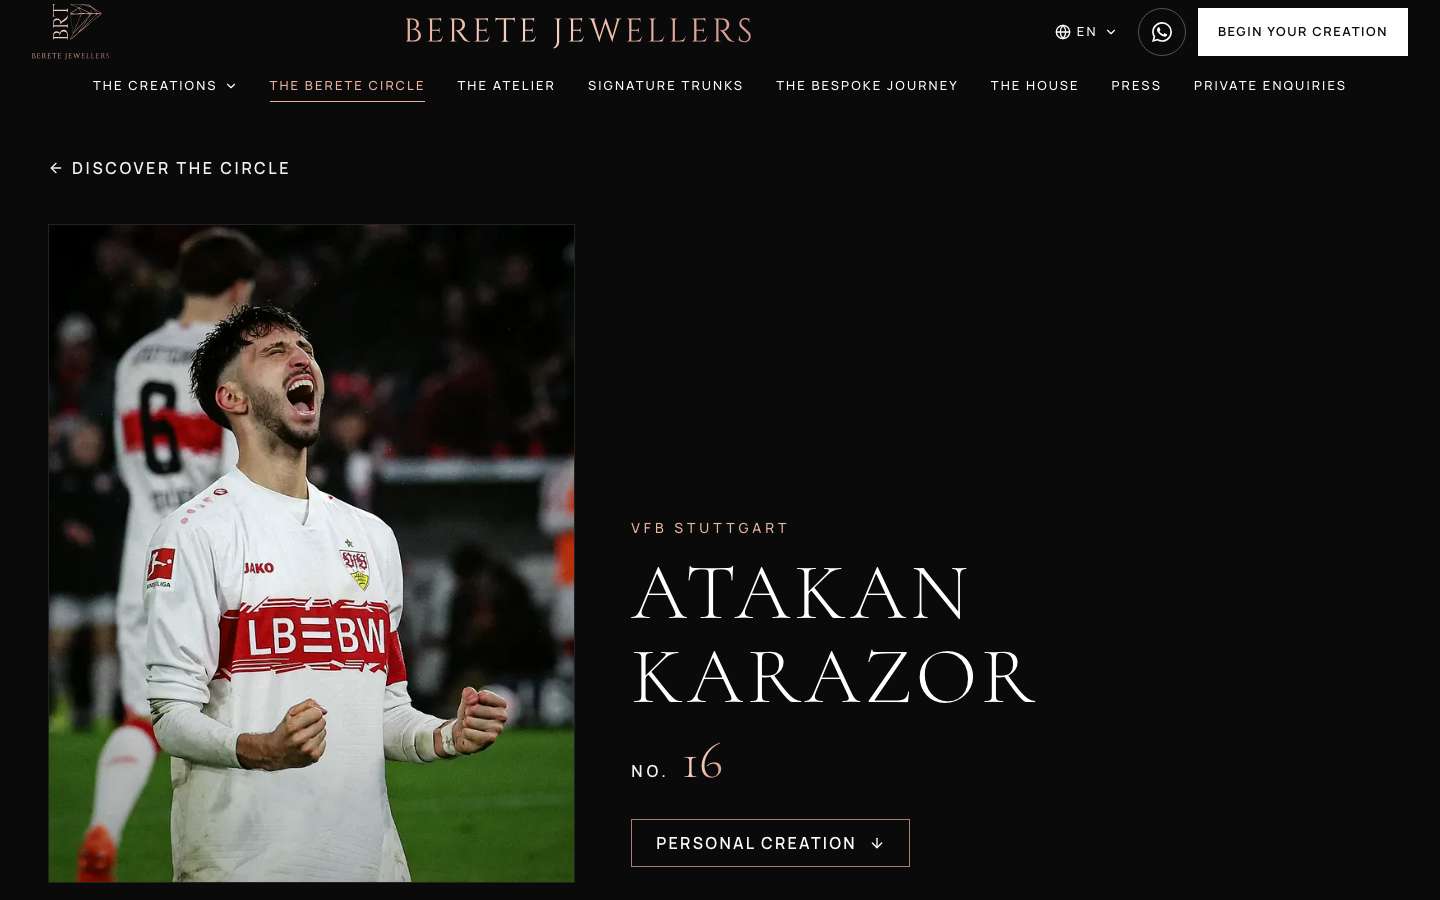 BRT
BERETE JEWELLERS
BERETE JEWELLERS
EN
BEGIN YOUR CREATION
THE CREATIONS
THE BERETE CIRCLE
THE ATELIER
SIGNATURE TRUNKS
THE BESPOKE JOURNEY
THE HOUSE
PRESS
PRIVATE ENQUIRIES
← DISCOVER THE CIRCLE
6
JAKO
LBBW
VFB STUTTGART
ATAKAN
KARAZOR
NO. 16
PERSONAL CREATION ↓